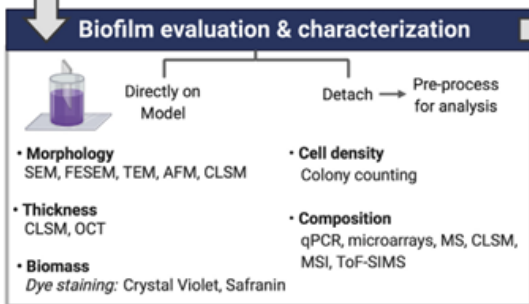 Biofilm evaluation & characterization
Directly on
Model
Detach
Pre-process
for analysis
• Morphology
SEM, FESEM, TEM, AFM, CLSM
• Thickness
CLSM, OCT
• Biomass
Dye staining: Crystal Violet, Safranin
• Cell density
Colony counting
• Composition
qPCR, microarrays, MS, CLSM,
MSI, ToF-SIMS